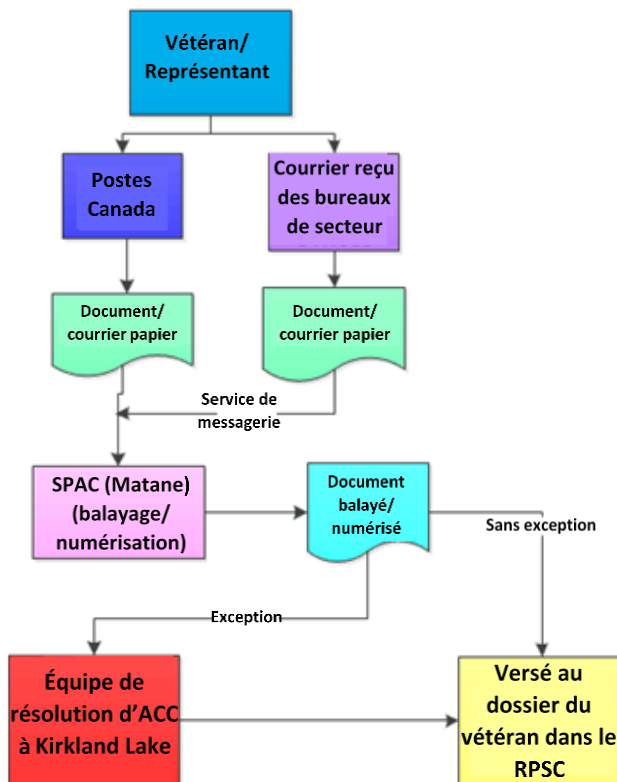 Vétéran/
Représentant
Postes
Canada
Courrier reçu
des bureaux
de secteur
Document/
courrier papier
Document/
courrier papier
Service de
messagerie
SPAC (Matane)
(balayage/
numérisation)
Document
balayé/
numérisé
Sans exception
Exception
Équipe de
résolution d’ACC
à Kirkland Lake
Versé au
dossier du
vétéran dans le
RPSC